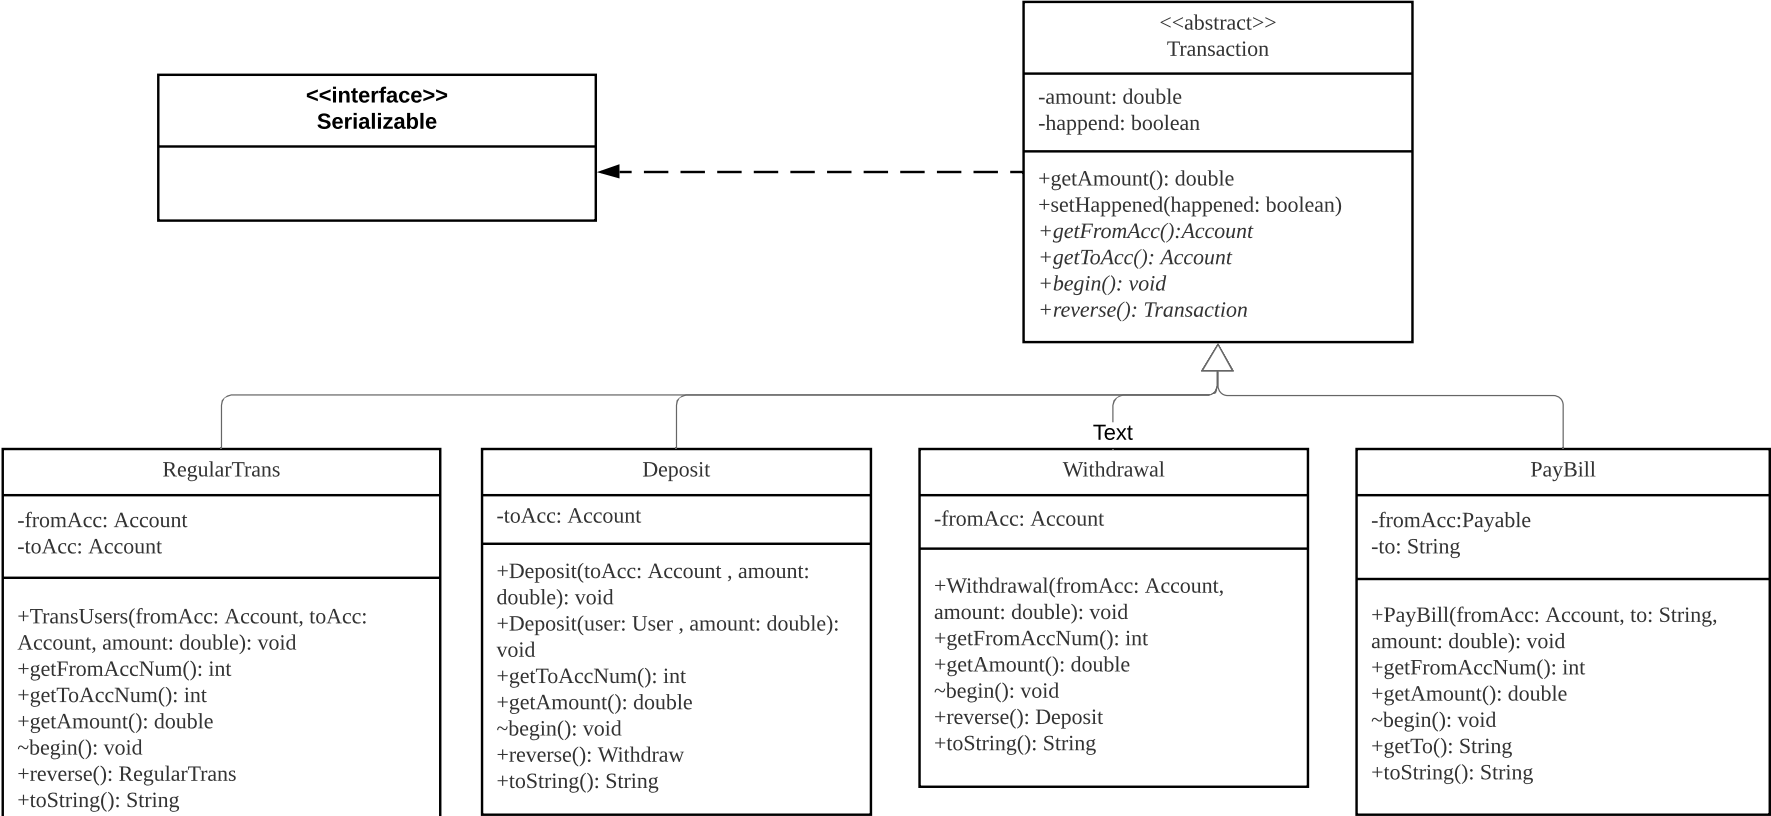 <<abstract>>
Transaction
-amount: double
-happend: boolean
+getAmount(): double
+setHappened(happened: boolean)
+getFromAcc():Account
+getToAcc(): Account
+begin(): void
+reverse(): Transaction
<<interface>>
Serializable
Text
RegularTrans
-fromAcc: Account
-toAcc: Account
+TransUsers(fromAcc: Account, toAcc:
Account, amount: double): void
+getFromAccNum(): int
+getToAccNum(): int
+getAmount(): double
~begin(): void
+reverse(): RegularTrans
+toString(): String
Deposit
-toAcc: Account
+Deposit(toAcc: Account , amount:
double): void
+Deposit(user: User , amount: double):
void
+getToAccNum(): int
+getAmount(): double
~begin(): void
+reverse(): Withdraw
+toString(): String
Withdrawal
-fromAcc: Account
+Withdrawal(fromAcc: Account,
amount: double): void
+getFromAccNum(): int
+getAmount(): double
~begin(): void
+reverse(): Deposit
+toString(): String
PayBill
-fromAcc:Payable
-to: String
+PayBill(fromAcc: Account, to: String,
amount: double): void
+getFromAccNum(): int
+getAmount(): double
~begin(): void
+getTo(): String
+toString(): String